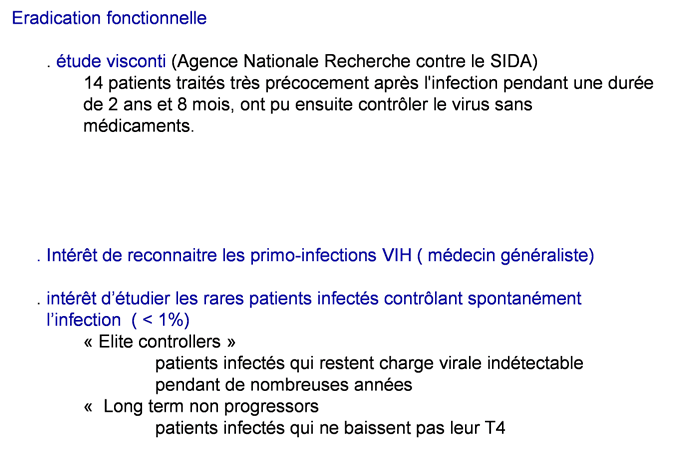 Eradication fonctionnelle
. étude visconti (Agence Nationale Recherche contre le SIDA)
14 patients traités très précocement après l'infection pendant une durée
de 2 ans et 8 mois, ont pu ensuite contrôler le virus sans
médicaments.
. Intérêt de reconnaitre les primo-infections VIH ( médecin généraliste)
. intérêt d’étudier les rares patients infectés contrôlant spontanément
l’infection ( < 1%)
« Elite controllers »
patients infectés qui restent charge virale indétectable
pendant de nombreuses années
« Long term non progressors
patients infectés qui ne baissent pas leur T4